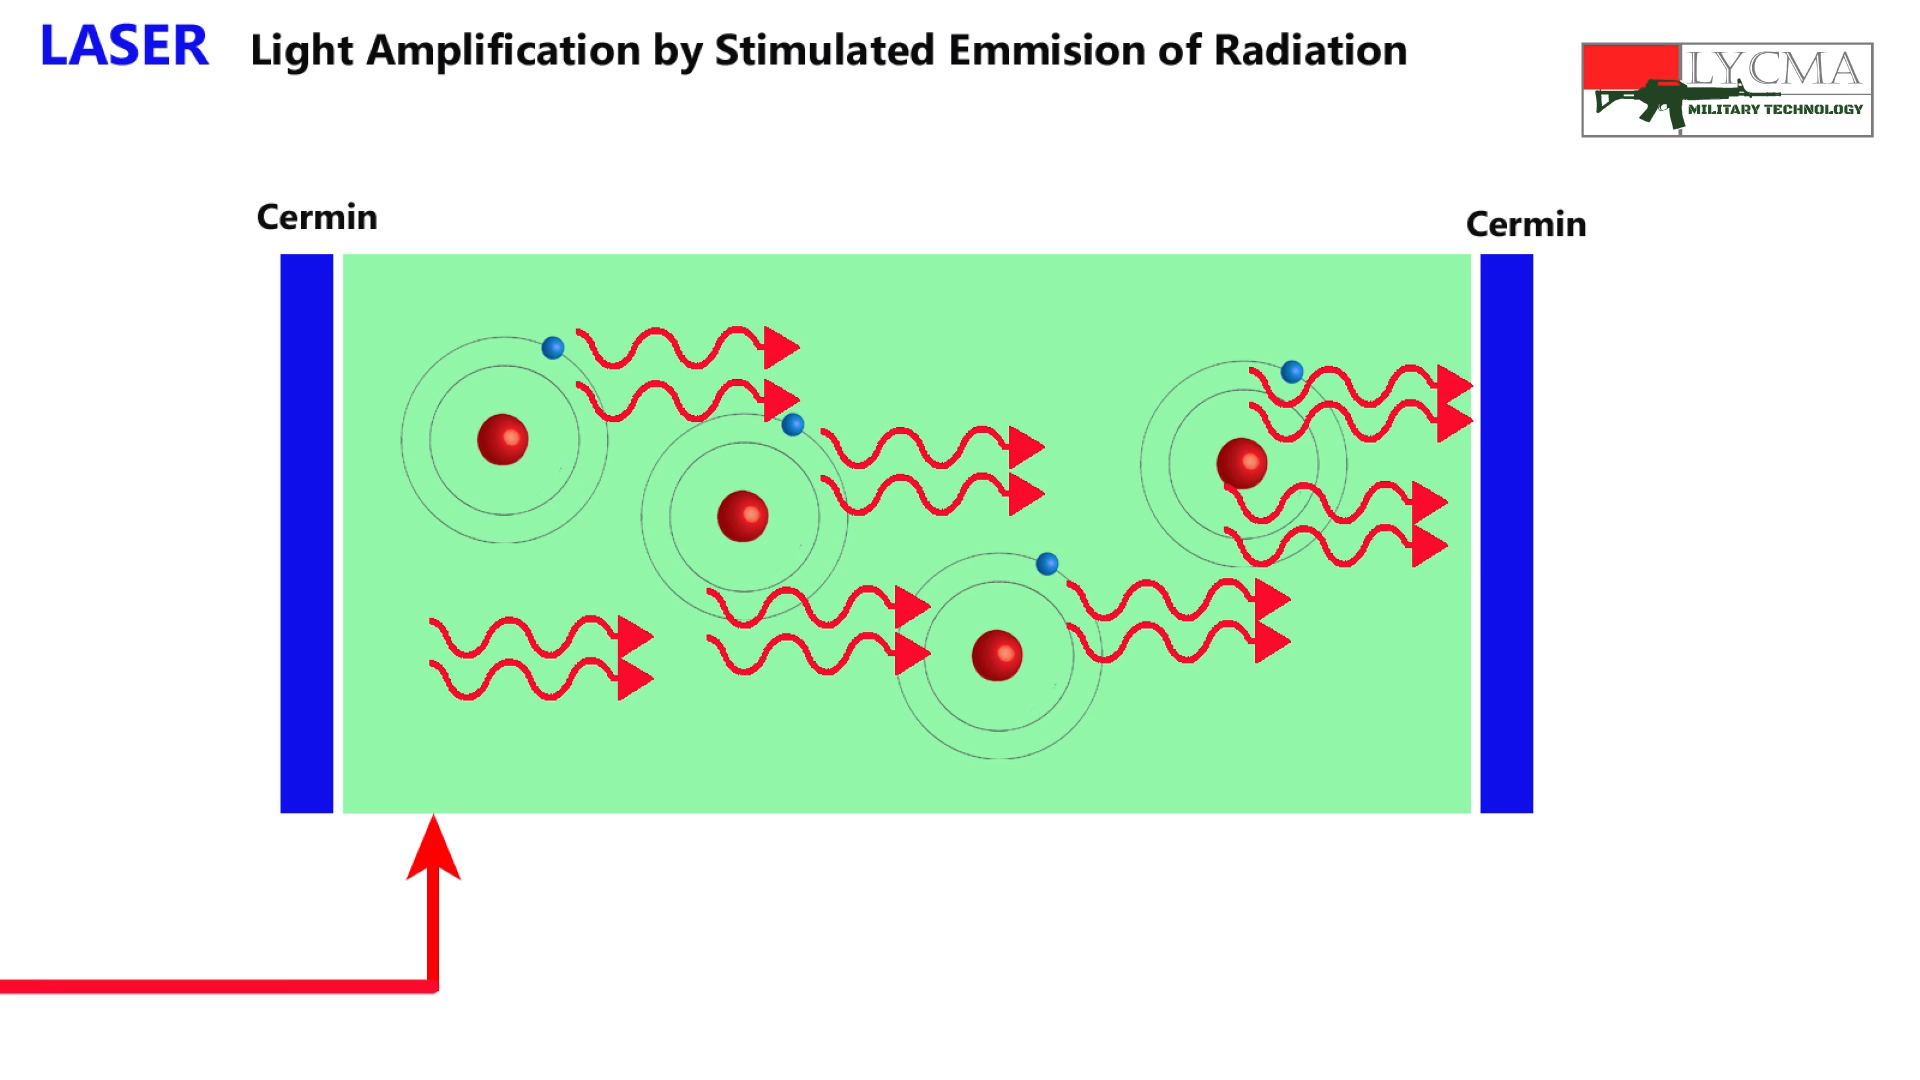 LASER Light Amplification by Stimulated Emmision of Radiation
LYCMA
MILITARY TECHNOLOGY
Cermin
Cermin